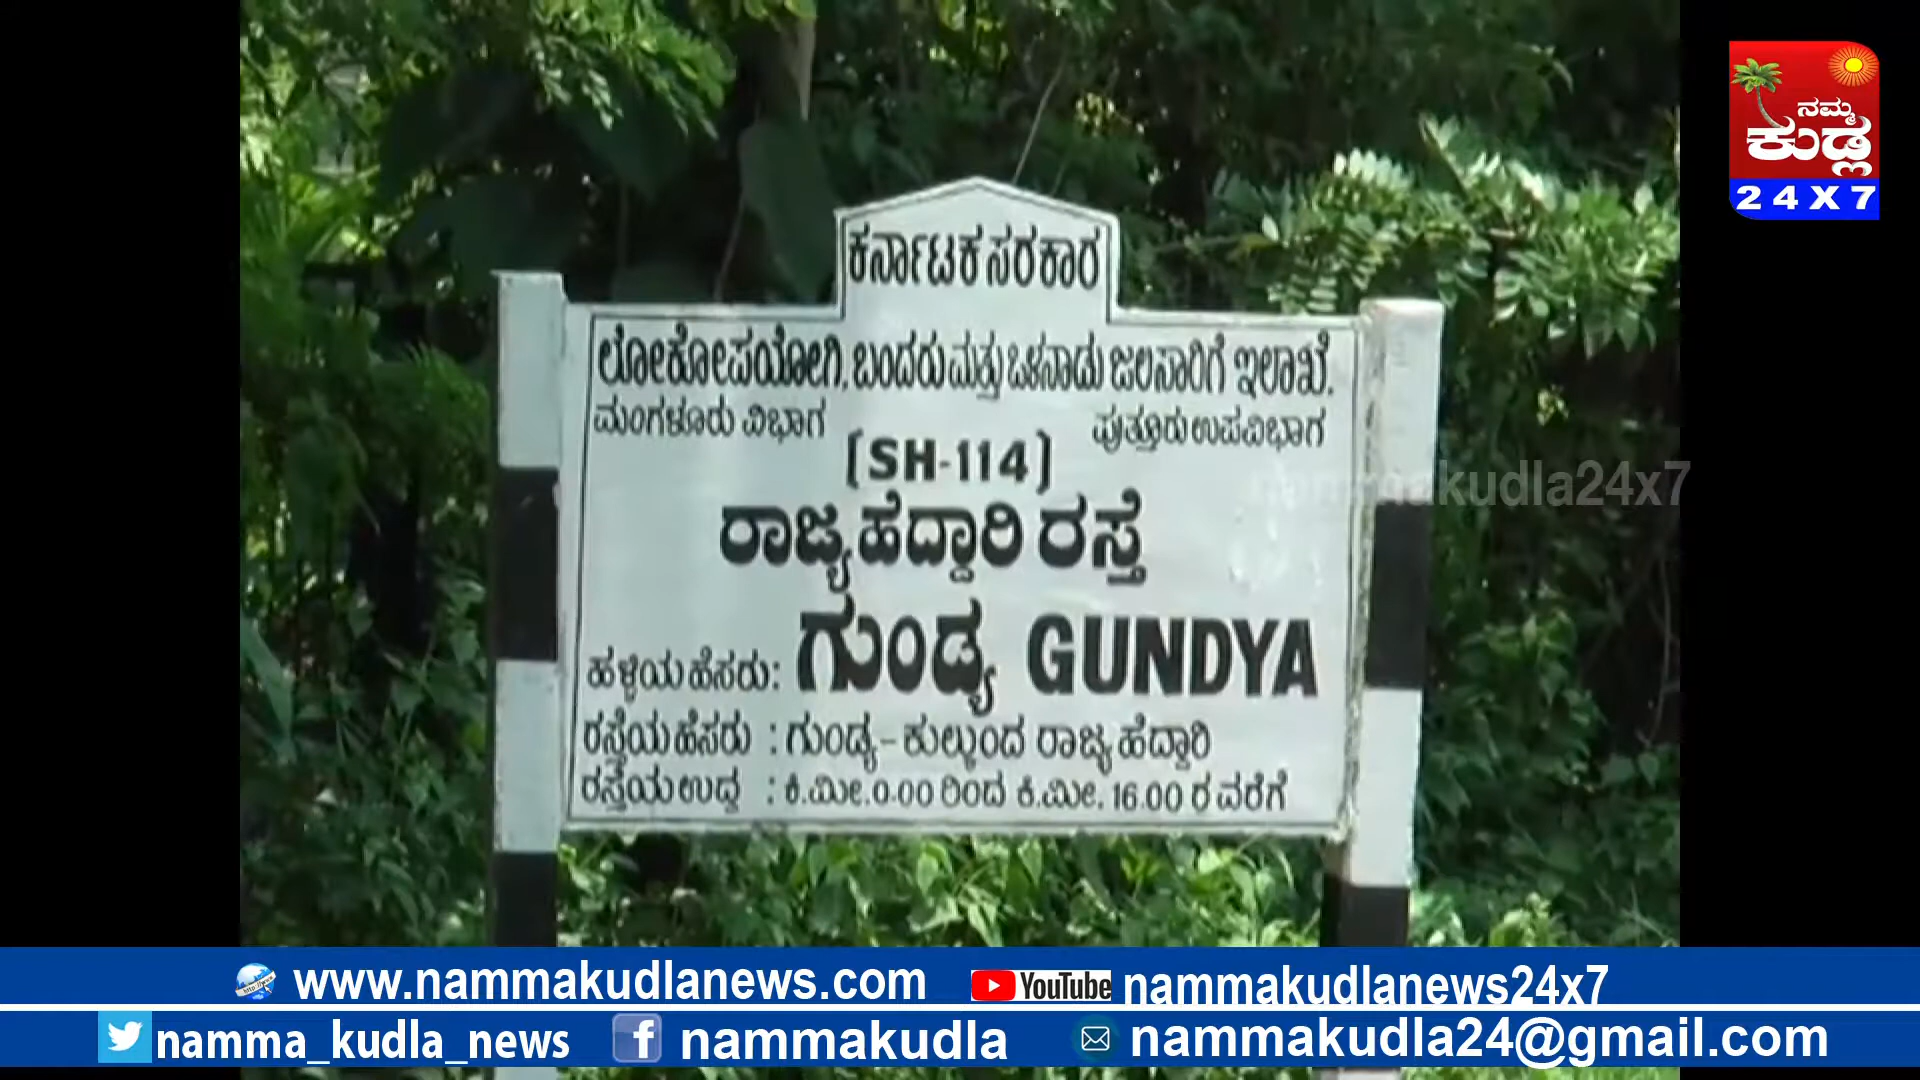 ನಮ್ಮ
ಕುಡ್ಲ
24X7
ಕರ್ನಾಟಕ ಸರಕಾರ
ಲೋಕೋಪಯೋಗಿ, ಬಂದರು ಮತ್ತು ಒಳನಾಡು ಜಲಸಾರಿಗೆ ಇಲಾಖೆ.
ಮಂಗಳೂರು ವಿಭಾಗ ಪುತ್ತೂರು ಉಪವಿಭಾಗ
(SH-114)
nammakudla24x7
ರಾಜ್ಯ ಹೆದ್ದಾರಿ ರಸ್ತೆ
ಹಳ್ಳಿಯ ಹೆಸರು: ಗುಂಡ್ಯ GUNDYA
ರಸ್ತೆಯ ಹೆಸರು : ಗುಂಡ್ಯ - ಕುಲ್ಕುಂದ ರಾಜ್ಯ ಹೆದ್ದಾರಿ
ರಸ್ತೆಯ ಉದ್ದ : ಕಿ.ಮೀ.0.00 ರಿಂದ ಕಿ.ಮೀ. 16.00 ರ ವರೆಗೆ
www.nammakudlanews.com YouTube nammakudlanews24x7
namma_kudla_news nammakudla nammakudla24@gmail.com